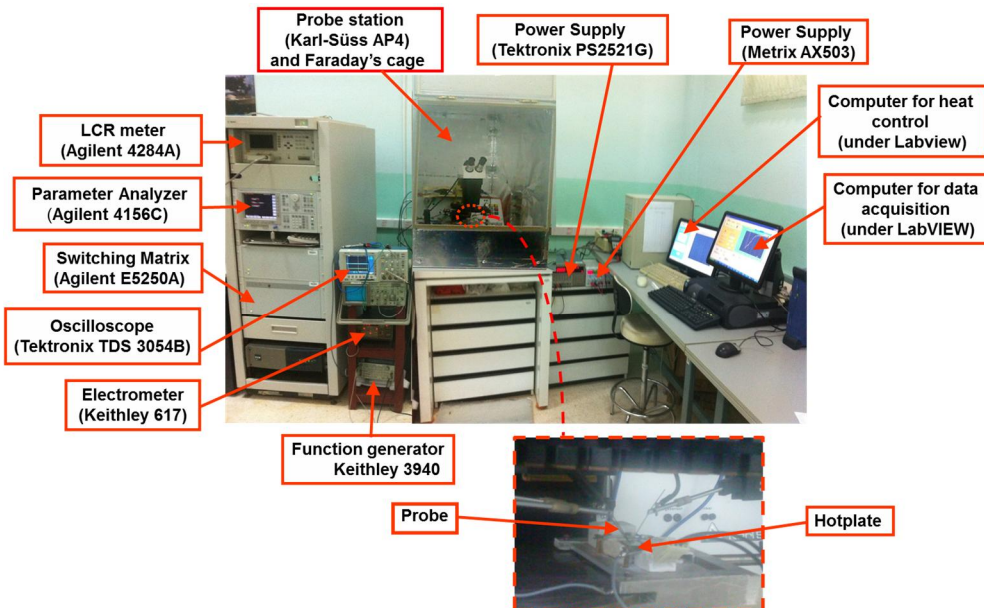 Probe station
(Karl-Süss AP4)
and Faraday's cage
Power Supply
(Tektronix PS2521G)
Power Supply
(Metrix AX503)
LCR meter
(Agilent 4284A)
Computer for heat
control
(under Labview)
Parameter Analyzer
(Agilent 4156C)
Computer for data
acquisition
(under LabVIEW)
Switching Matrix
(Agilent E5250A)
Oscilloscope
(Tektronix TDS 3054B)
Electrometer
(Keithley 617)
Function generator
Keithley 3940
Probe
Hotplate